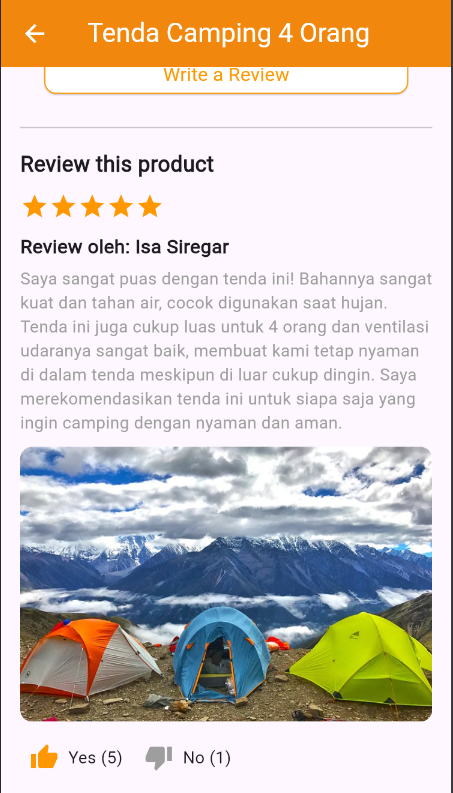 Tenda Camping 4 Orang
Write a Review
Review this product
Review oleh: Isa Siregar
Saya sangat puas dengan tenda ini! Bahannya sangat
kuat dan tahan air, cocok digunakan saat hujan.
Tenda ini juga cukup luas untuk 4 orang dan ventilasi
udaranya sangat baik, membuat kami tetap nyaman
di dalam tenda meskipun di luar cukup dingin. Saya
merekomendasikan tenda ini untuk siapa saja yang
ingin camping dengan nyaman dan aman.
Yes (5) No (1)